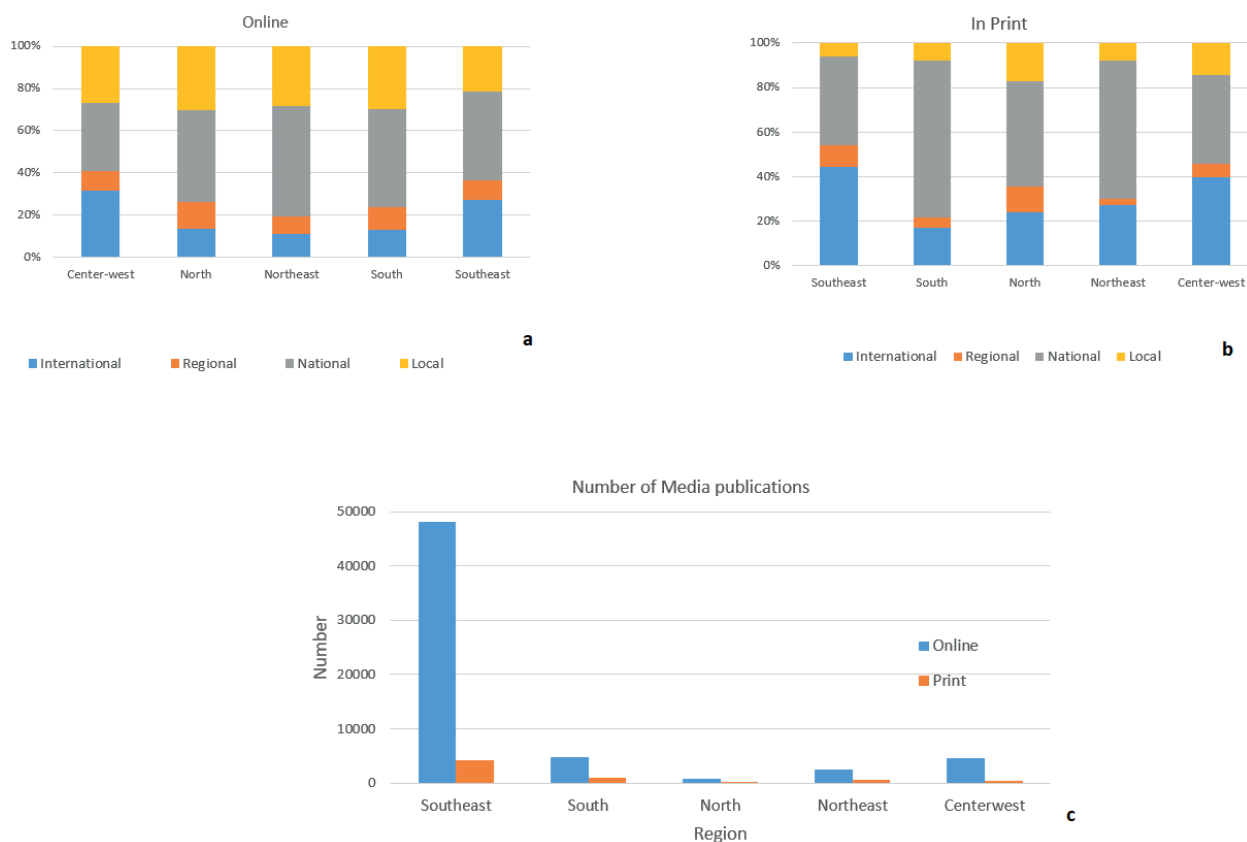 Online
100%
80%
60%
40%
20%
0%
Center-west North Northeast South Southeast
a
International Regional National Local
In Print
100%
80%
60%
40%
20%
0%
Southeast South North Northeast Center-west
b
International Regional National Local
Number of Media publications
Number
50000
40000
30000
20000
10000
0
Online
Print
Southeast South North Northeast Centerwest
Region
c